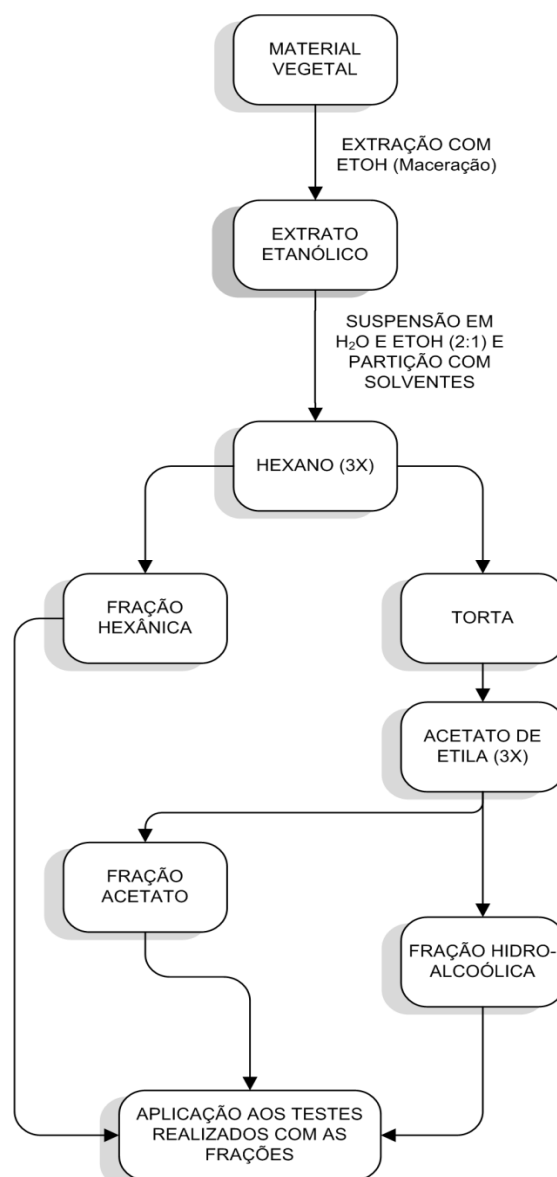 MATERIAL
VEGETAL
EXTRAÇÃO COM
ETOH (Maceração)
EXTRATO
ETANÓLICO
SUSPENSÃO EM
H₂O E ETOH (2:1) E
PARTIÇÃO COM
SOLVENTES
HEXANO (3X)
FRAÇÃO
HEXÂNICA
TORTA
ACETATO DE
ETILA (3X)
FRAÇÃO
ACETATO
FRAÇÃO HIDRO-
ALCOÓLICA
APLICAÇÃO AOS TESTES
REALIZADOS COM AS
FRAÇÕES